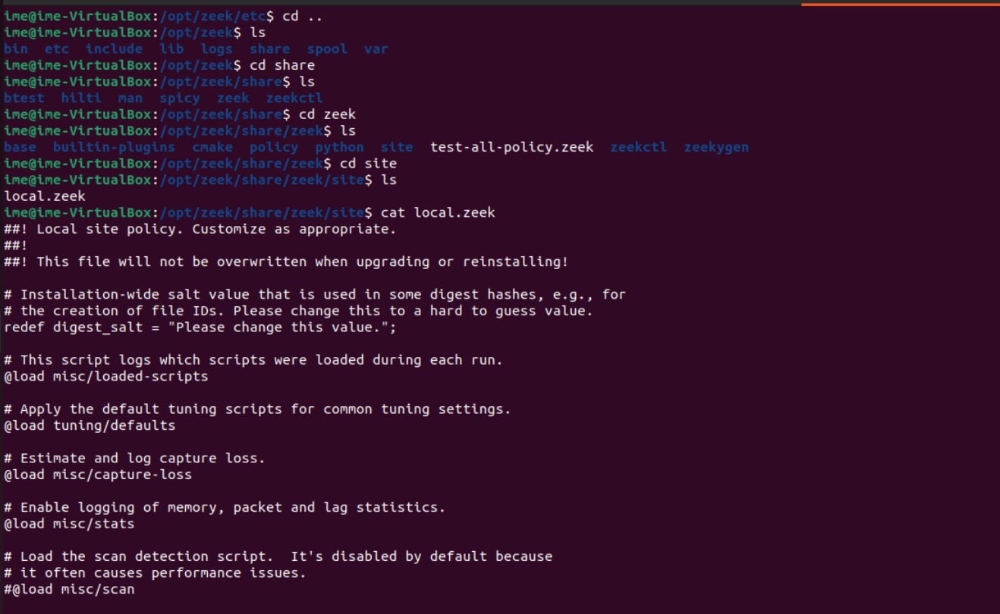 ime@ime-VirtualBox:/opt/zeek/etc$ cd ..
ime@ime-VirtualBox:/opt/zeek$ ls
bin  etc  include  lib  logs  share  spool  var
ime@ime-VirtualBox:/opt/zeek$ cd share
ime@ime-VirtualBox:/opt/zeek/share$ ls
btest  hilti  man  spicy  zeek  zeekctl
ime@ime-VirtualBox:/opt/zeek/share$ cd zeek
ime@ime-VirtualBox:/opt/zeek/share/zeek$ ls
base  builtin-plugins  cmake  policy  python  site  test-all-policy.zeek  zeekctl  zeekygen
ime@ime-VirtualBox:/opt/zeek/share/zeek$ cd site
ime@ime-VirtualBox:/opt/zeek/share/zeek/site$ ls
local.zeek
ime@ime-VirtualBox:/opt/zeek/share/zeek/site$ cat local.zeek
##! Local site policy. Customize as appropriate.
##!
##! This file will not be overwritten when upgrading or reinstalling!

# Installation-wide salt value that is used in some digest hashes, e.g., for
# the creation of file IDs. Please change this to a hard to guess value.
redef digest_salt = "Please change this value.";

# This script logs which scripts were loaded during each run.
@load misc/loaded-scripts

# Apply the default tuning scripts for common tuning settings.
@load tuning/defaults

# Estimate and log capture loss.
@load misc/capture-loss

# Enable logging of memory, packet and lag statistics.
@load misc/stats

# Load the scan detection script.  It's disabled by default because
# it often causes performance issues.
#@load misc/scan